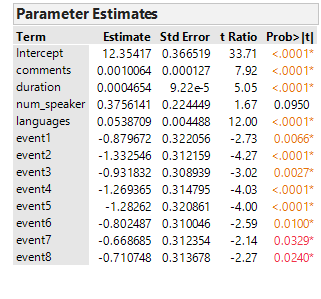 Parameter Estimates
Term Estimate Std Error t Ratio Prob>|t|
Intercept 12.35417 0.366519 33.71 <.0001*
comments 0.0010064 0.000127 7.92 <.0001*
duration 0.0004654 9.22e-5 5.05 <.0001*
num_speaker 0.3756141 0.224449 1.67 0.0950
languages 0.0538709 0.004488 12.00 <.0001*
event1 -0.879672 0.322056 -2.73 0.0066*
event2 -1.332546 0.312159 -4.27 <.0001*
event3 -0.931832 0.308939 -3.02 0.0027*
event4 -1.269365 0.314795 -4.03 <.0001*
event5 -1.28262 0.320861 -4.00 <.0001*
event6 -0.802487 0.310046 -2.59 0.0100*
event7 -0.668685 0.312354 -2.14 0.0329*
event8 -0.710748 0.313678 -2.27 0.0240*